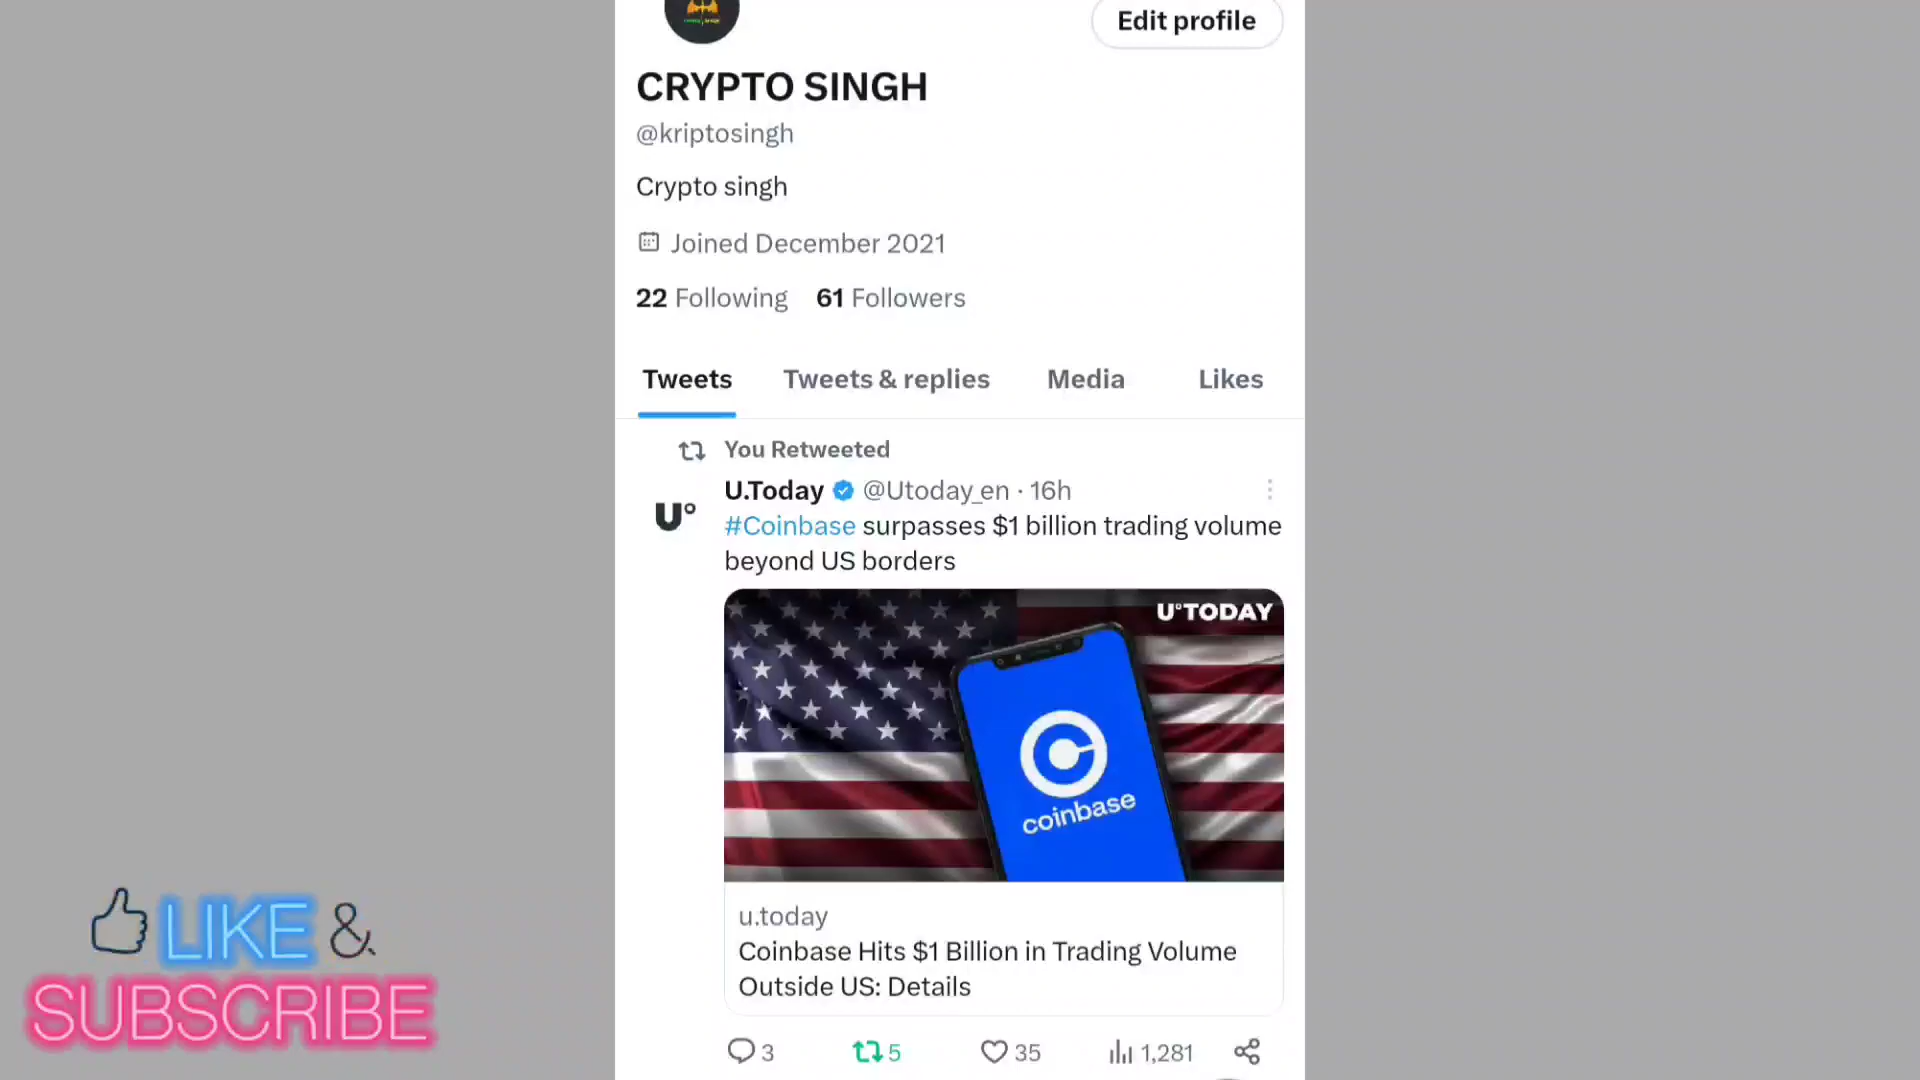 Edit profile
CRYPTO SINGH
@kriptosingh
Crypto singh
Joined December 2021
22 Following 61 Followers
Tweets Tweets & replies Media Likes
You Retweeted
U.Today @Utoday_en · 16h
U°
#Coinbase surpasses $1 billion trading volume
beyond US borders
U°TODAY
coinbase
u.today
Coinbase Hits $1 Billion in Trading Volume
Outside US: Details
3 5 35 1,281
LIKE &
SUBSCRIBE